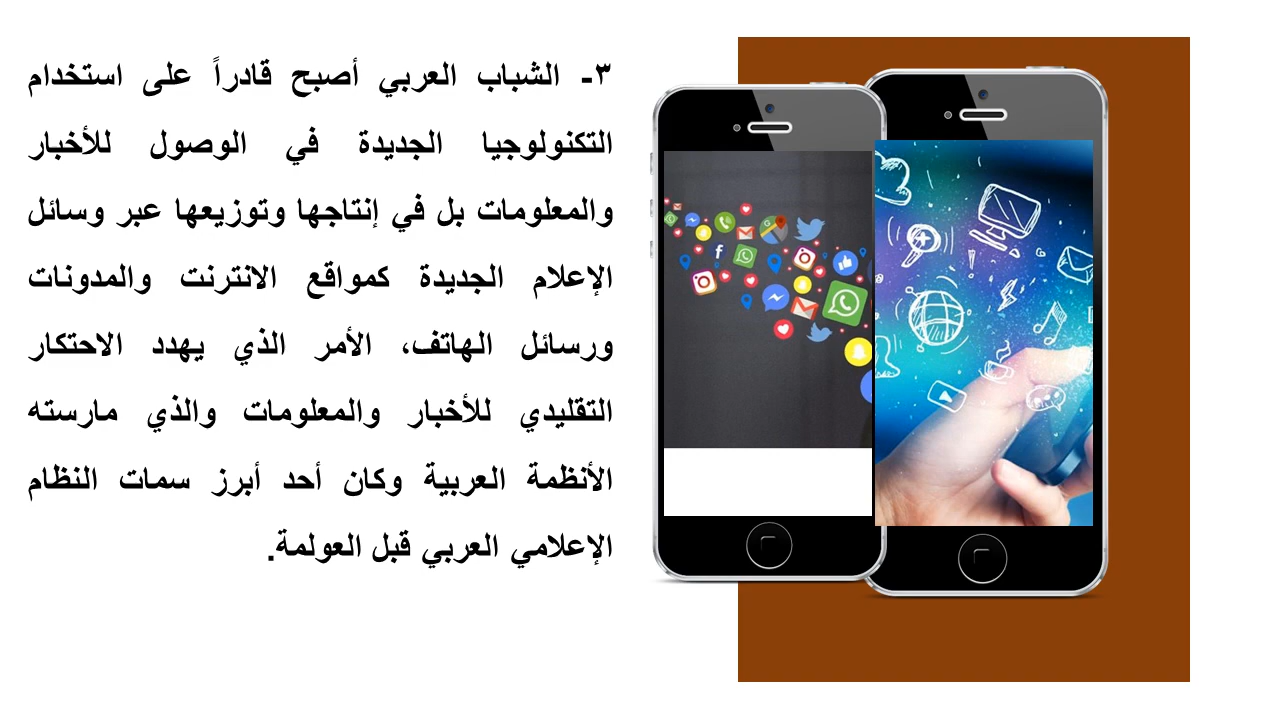 ٣- الشباب العربي أصبح قادراً على استخدام
التكنولوجيا الجديدة في الوصول للأخبار
والمعلومات بل في إنتاجها وتوزيعها عبر وسائل
الإعلام الجديدة كمواقع الانترنت والمدونات
ورسائل الهاتف، الأمر الذي يهدد الاحتكار
التقليدي للأخبار والمعلومات والذي مارسته
الأنظمة العربية وكان أحد أبرز سمات النظام
الإعلامي العربي قبل العولمة.